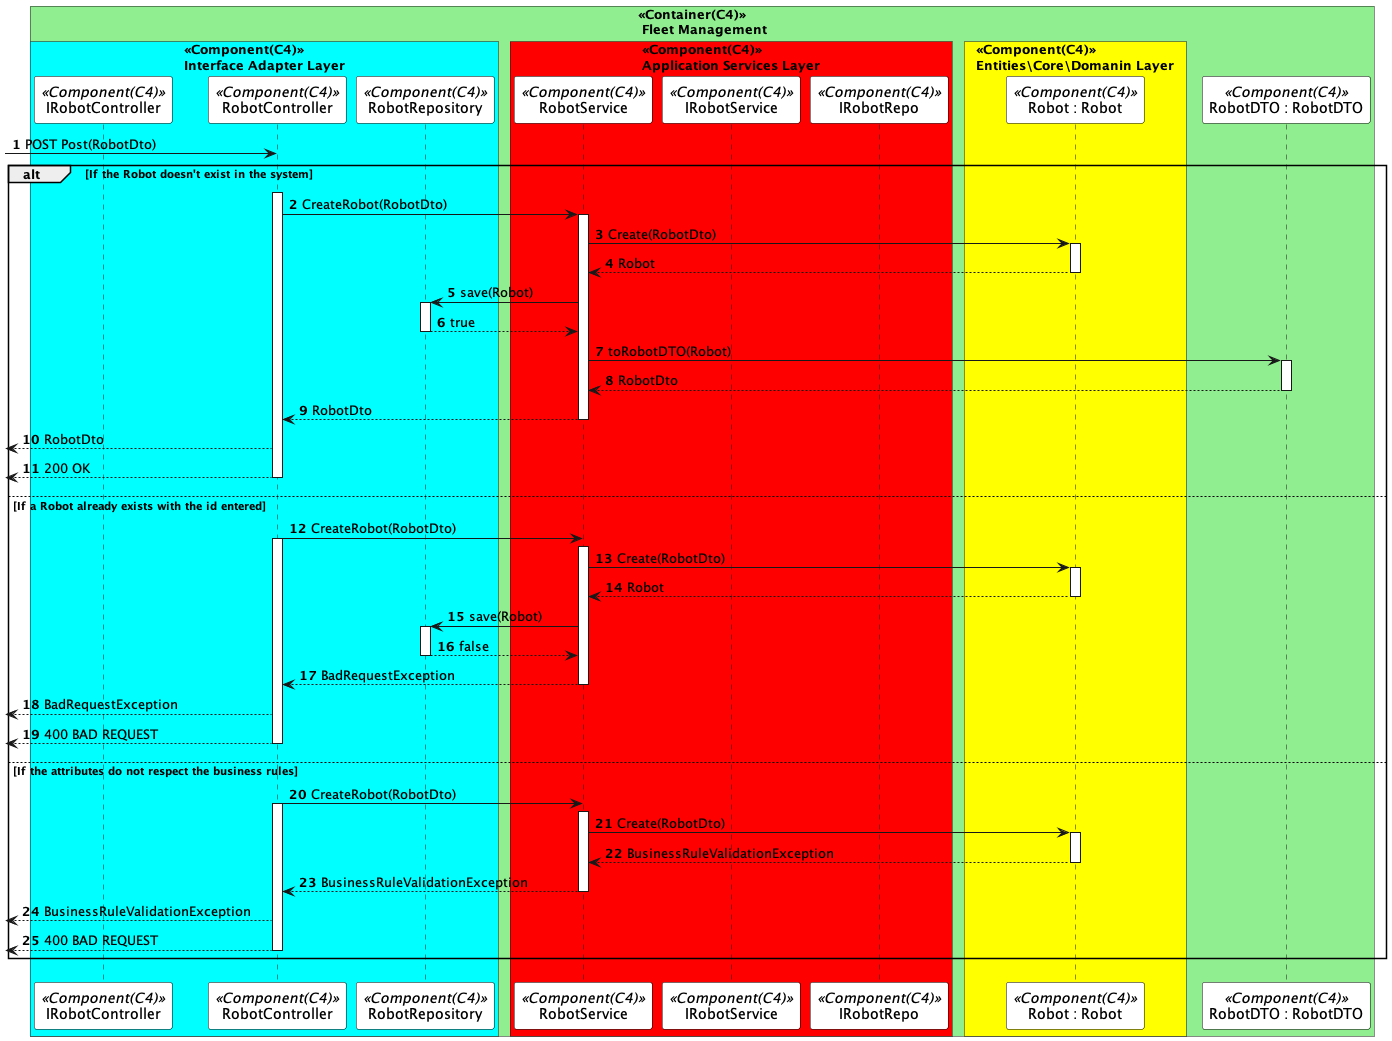 «Container(C4)»
Fleet Management
«Component(C4)»
Interface Adapter Layer
«Component(C4)»
Application Services Layer
«Component(C4)»
Entities\Core\Domanin Layer
«Component(C4)»
IRobotController
«Component(C4)»
RobotController
«Component(C4)»
RobotRepository
«Component(C4)»
RobotService
«Component(C4)»
IRobotService
«Component(C4)»
IRobotRepo
«Component(C4)»
Robot : Robot
«Component(C4)»
RobotDTO : RobotDTO
1 POST Post(RobotDto)
alt [If the Robot doesn't exist in the system]
2 CreateRobot(RobotDto)
3 Create(RobotDto)
4 Robot
5 save(Robot)
6 true
7 toRobotDTO(Robot)
8 RobotDto
9 RobotDto
10 RobotDto
11 200 OK
[If a Robot already exists with the id entered]
12 CreateRobot(RobotDto)
13 Create(RobotDto)
14 Robot
15 save(Robot)
16 false
17 BadRequestException
18 BadRequestException
19 400 BAD REQUEST
[If the attributes do not respect the business rules]
20 CreateRobot(RobotDto)
21 Create(RobotDto)
22 BusinessRuleValidationException
23 BusinessRuleValidationException
24 BusinessRuleValidationException
25 400 BAD REQUEST
«Component(C4)»
IRobotController
«Component(C4)»
RobotController
«Component(C4)»
RobotRepository
«Component(C4)»
RobotService
«Component(C4)»
IRobotService
«Component(C4)»
IRobotRepo
«Component(C4)»
Robot : Robot
«Component(C4)»
RobotDTO : RobotDTO